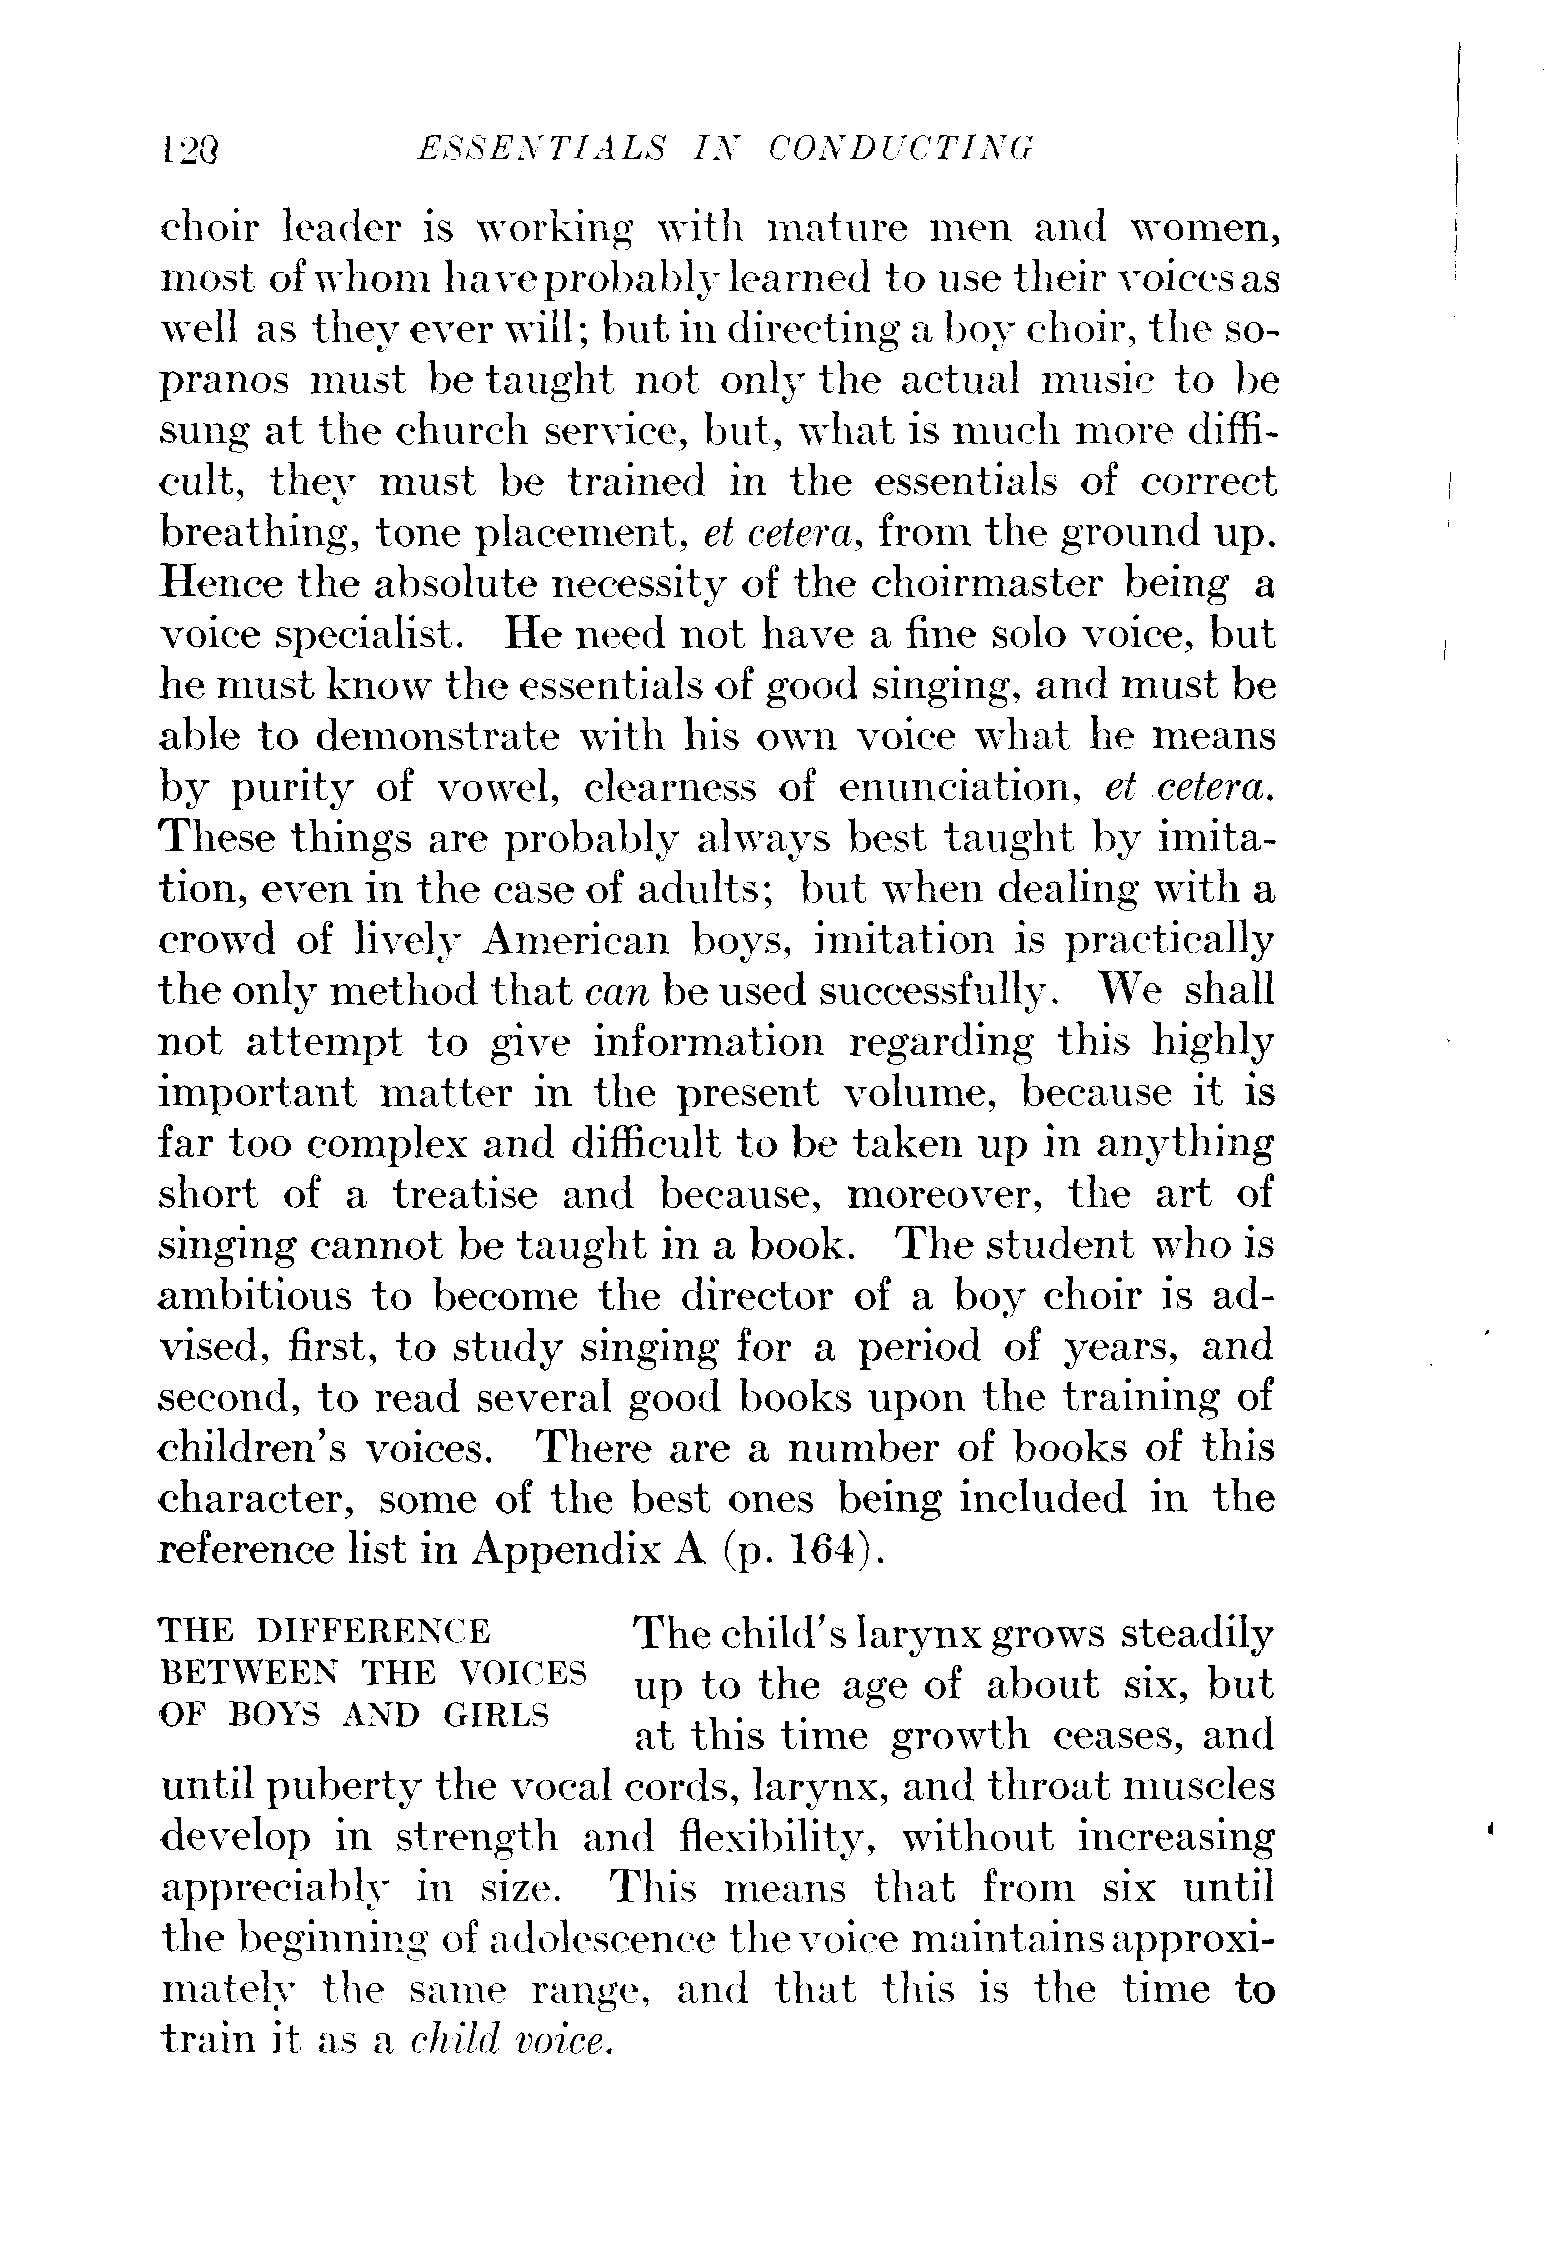 120 ESSENTIALS IN CONDUCTING
choir leader is working with mature men and women,
most of whom have probably learned to use their voices as
well as they ever will; but in directing a boy choir, the so-
pranos must be taught not only the actual music to be
sung at the church service, but, what is much more diffi-
cult, they must be trained in the essentials of correct
breathing, tone placement, et cetera, from the ground up.
Hence the absolute necessity of the choirmaster being a
voice specialist. He need not have a fine solo voice, but
he must know the essentials of good singing, and must be
able to demonstrate with his own voice what he means
by purity of vowel, clearness of enunciation, et cetera.
These things are probably always best taught by imita-
tion, even in the case of adults; but when dealing with a
crowd of lively American boys, imitation is practically
the only method that can be used successfully. We shall
not attempt to give information regarding this highly
important matter in the present volume, because it is
far too complex and difficult to be taken up in anything
short of a treatise and because, moreover, the art of
singing cannot be taught in a book. The student who is
ambitious to become the director of a boy choir is ad-
vised, first, to study singing for a period of years, and
second, to read several good books upon the training of
children's voices. There are a number of books of this
character, some of the best ones being included in the
reference list in Appendix A (p. 164).
THE DIFFERENCE
BETWEEN THE VOICES
OF BOYS AND GIRLS
The child's larynx grows steadily
up to the age of about six, but
at this time growth ceases, and
until puberty the vocal cords, larynx, and throat muscles
develop in strength and flexibility, without increasing
appreciably in size. This means that from six until
the beginning of adolescence the voice maintains approxi-
mately the same range, and that this is the time to
train it as a child voice.